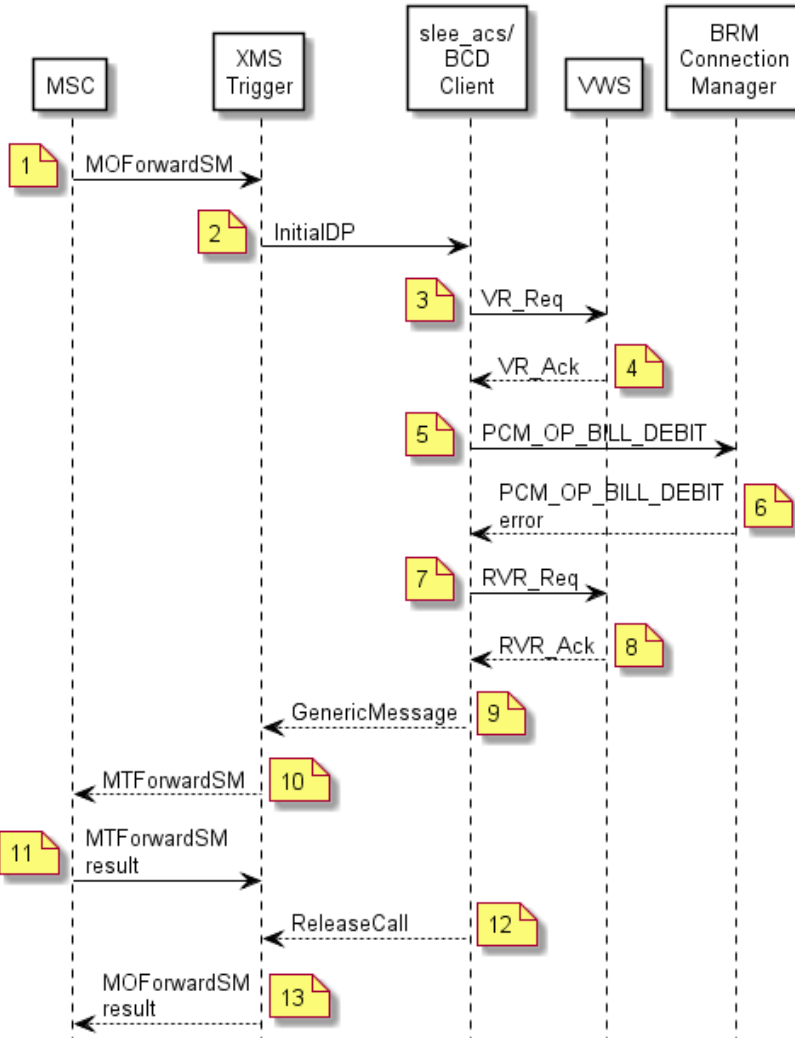 MSC
XMS
Trigger
slee_acs/
BCD
Client
VWS
BRM
Connection
Manager
1
MOForwardSM
2
InitialDP
3
VR_Req
VR_Ack
4
5
PCM_OP_BILL_DEBIT
PCM_OP_BILL_DEBIT
error
6
7
RVR_Req
RVR_Ack
8
GenericMessage
9
MTForwardSM
10
11
MTForwardSM
result
ReleaseCall
12
MOForwardSM
result
13